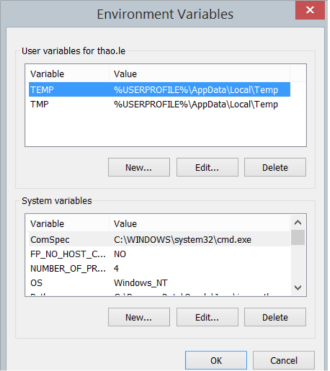 Environment Variables
User variables for thao.le
Variable Value
TEMP %USERPROFILE%\AppData\Local\Temp
TMP %USERPROFILE%\AppData\Local\Temp
New... Edit... Delete
System variables
Variable Value
ComSpec C:\WINDOWS\system32\cmd.exe
FP_NO_HOST_C... NO
NUMBER_OF_PR... 4
OS Windows_NT
New... Edit... Delete
OK Cancel